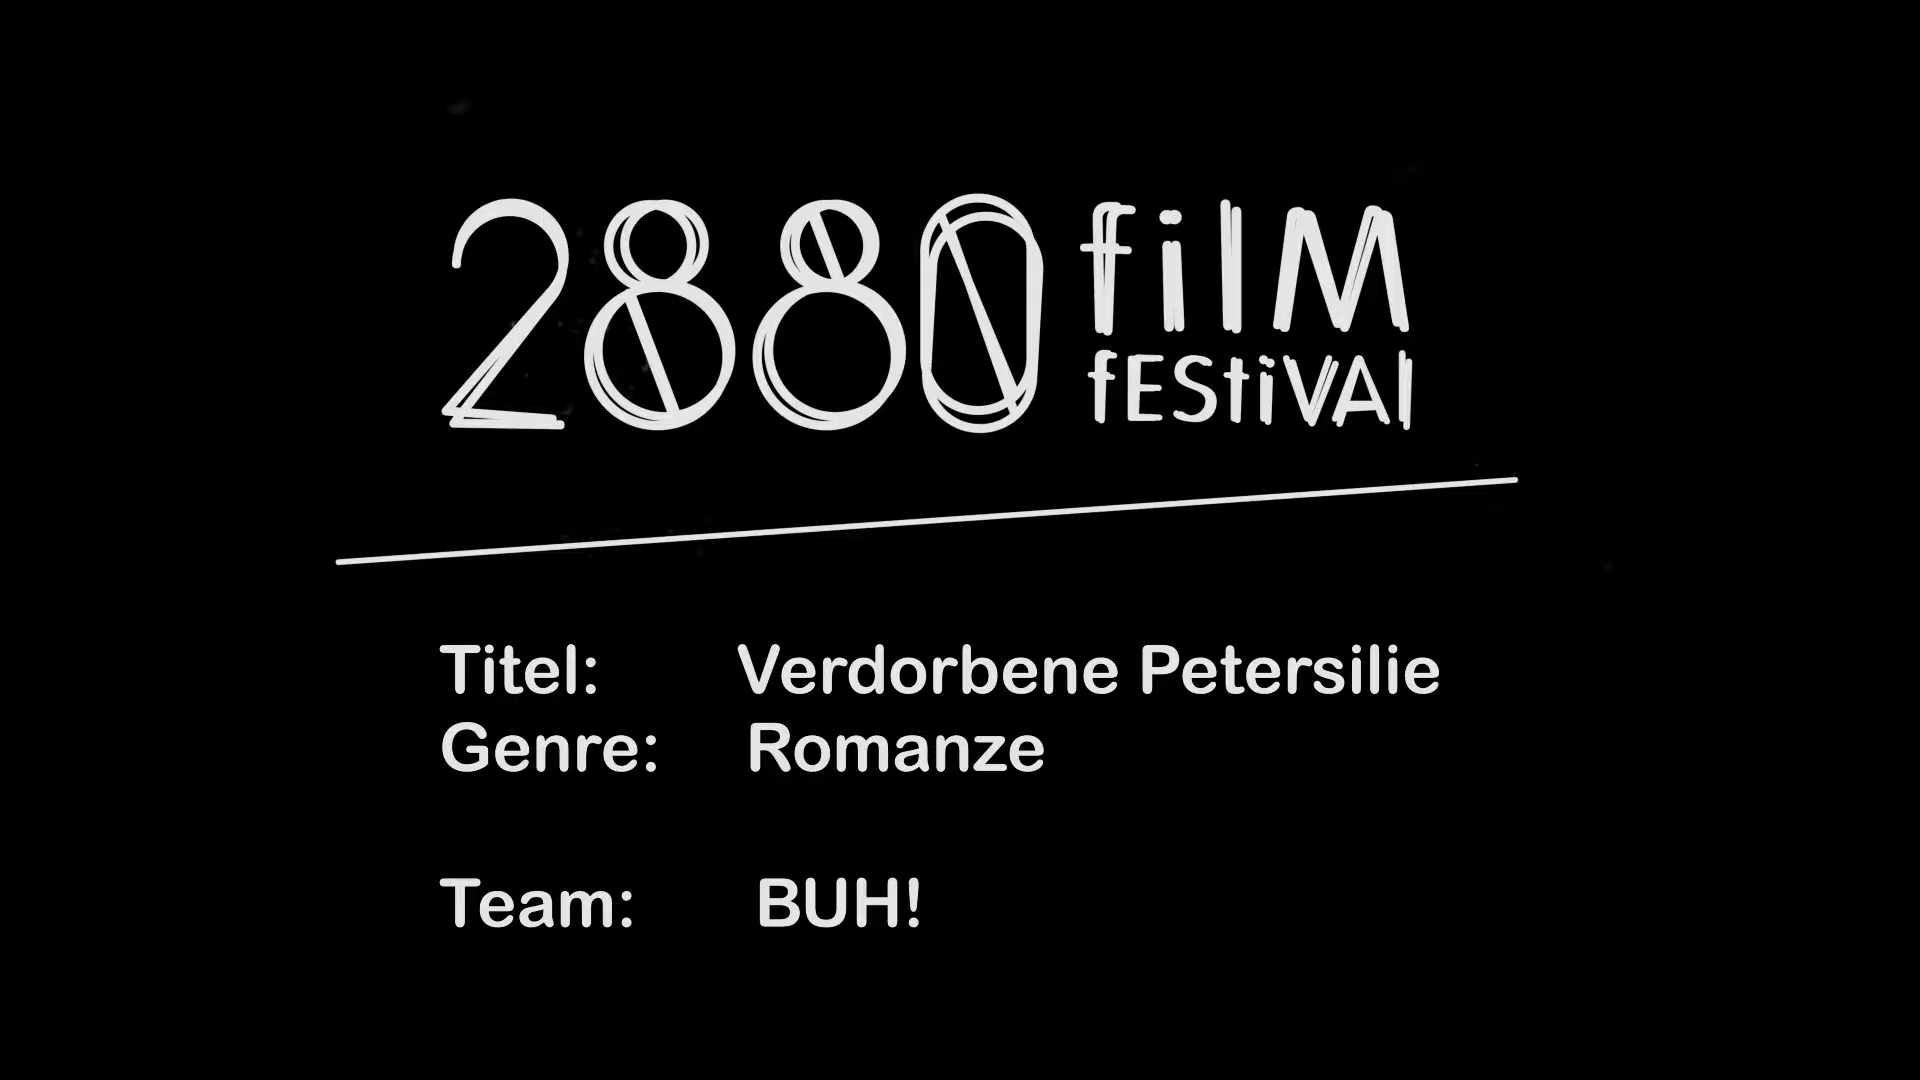 2880 filM
fEStiVAl
Titel: Verdorbene Petersilie
Genre: Romanze
Team: BUH!